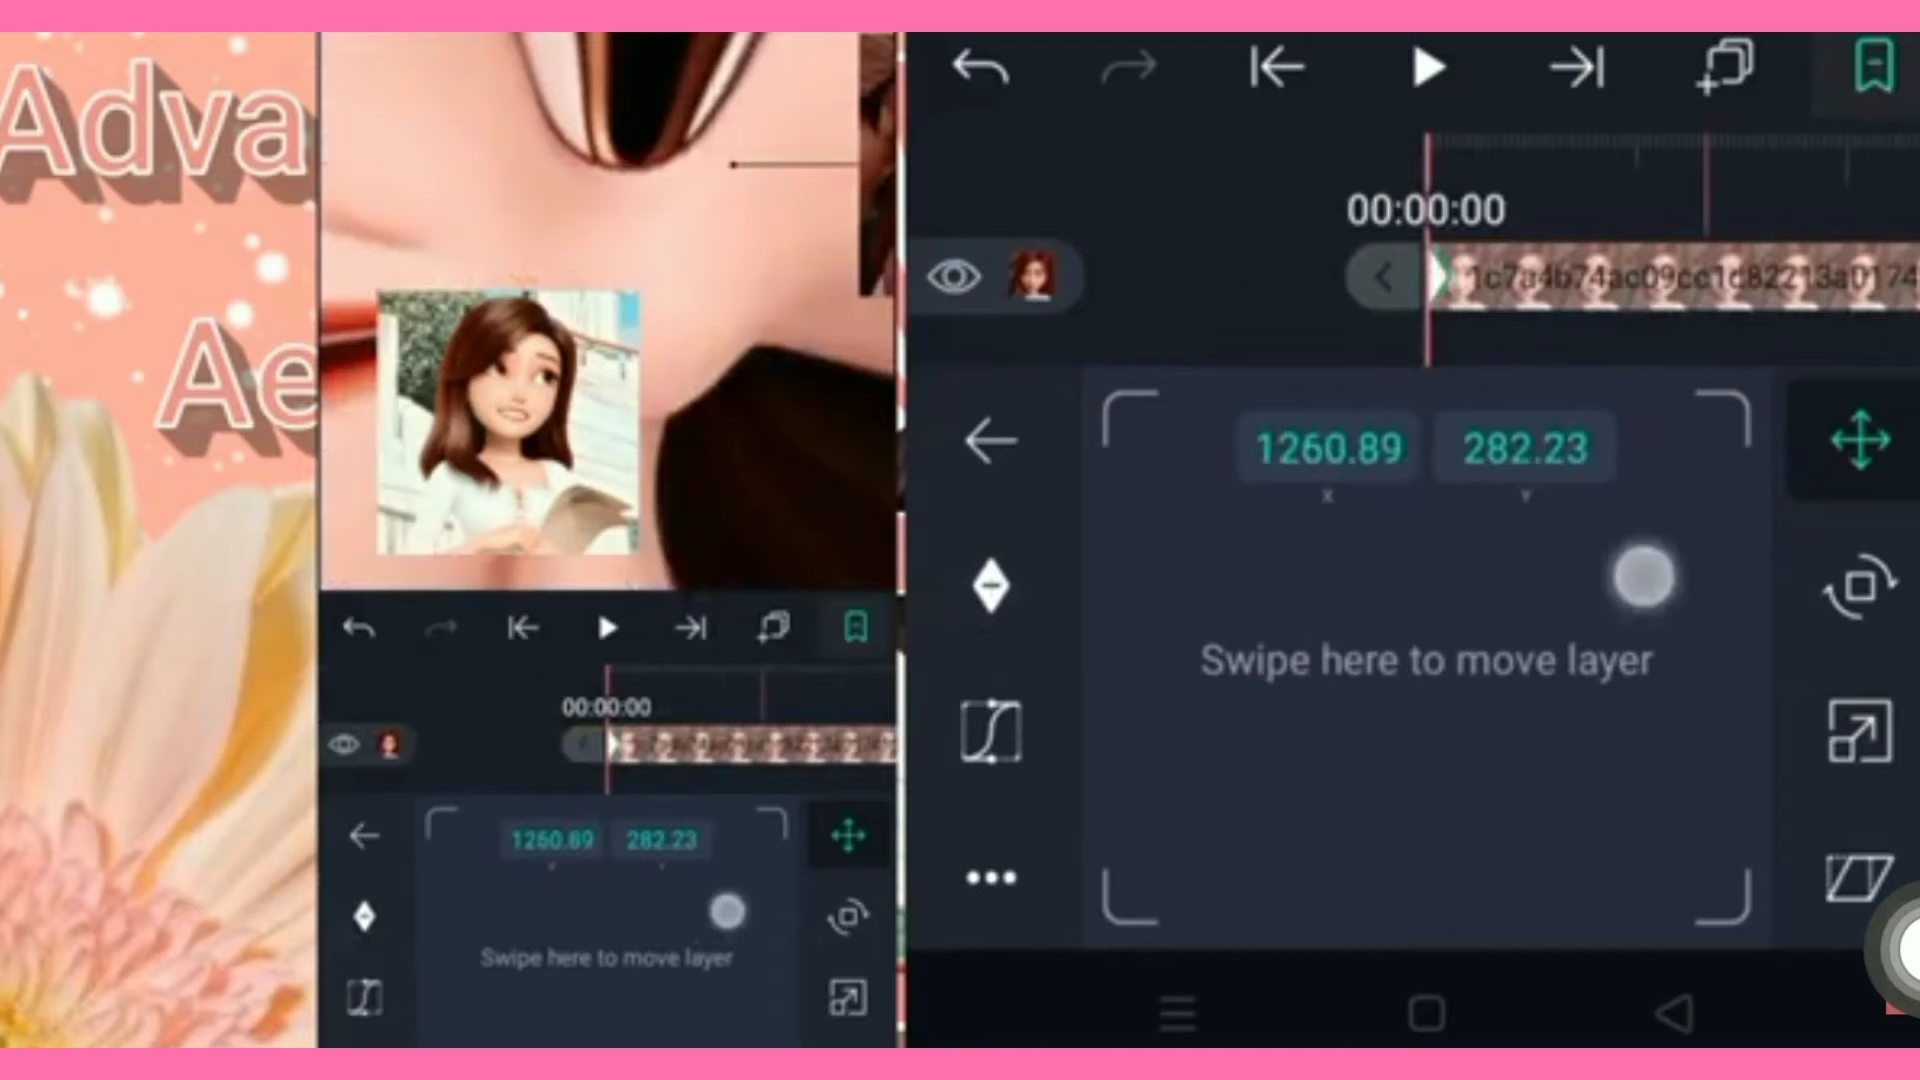 Adva
Ae
00:00:00
1260.89 282.23
Swipe here to move layer
00:00:00
1c7a4b74ac09cc1c82213a0174
1260.89 282.23
X Y
Swipe here to move layer